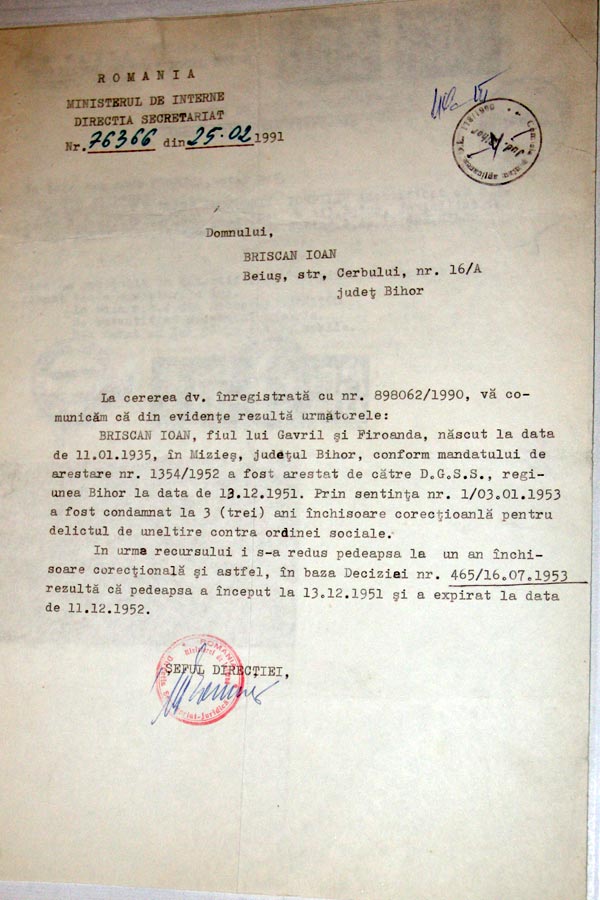 ROMANIA
MINISTERUL DE INTERNE
DIRECTIA SECRETARIAT
Nr. 76366 din 25.02 1991
Domnului,
BRISCAN IOAN
Beiuş, str, Cerbului, nr. 16/A
judeţ Bihor
La cererea dv. înregistrată cu nr. 898062/1990, vă co-
municăm că din evidenţe rezultă următorele:
BRISCAN IOAN, fiul lui Gavril şi Firoanda, născut la data
de 11.01.1935, în Mizieş, judeţul Bihor, conform mandatului de
arestare nr. 1354/1952 a fost arestat de către D.G.S.S., regi-
unea Bihor la data de 13.12.1951. Prin sentinţa nr. 1/03.01.1953
a fost condamnat la 3 (trei) ani închisoare corecţioanlă pentru
delictul de uneltire contra ordinei sociale.
In urma recursului i s-a redus pedeapsa la un an închi-
soare corecţională şi astfel, în baza Deciziei nr. 465/16.07.1953
rezultă că pedeapsa a început la 13.12.1951 şi a expirat la data
de 11.12.1952.
ŞEFUL DIRECŢIEI,